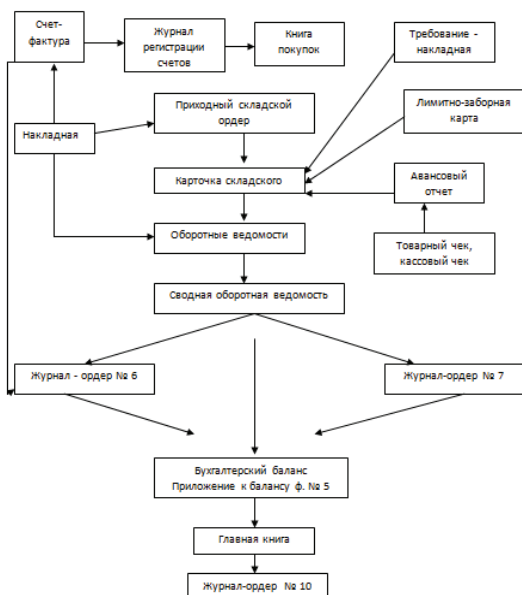 Счет-
фактура
Журнал
регистрации
счетов
Книга
покупок
Требование -
накладная
Приходный складской
ордер
Лимитно-заборная
карта
Накладная
Карточка складского
Авансовый
отчет
Оборотные ведомости
Товарный чек,
кассовый чек
Сводная оборотная ведомость
Журнал - ордер № 6
Журнал-ордер № 7
Бухгалтерский баланс
Приложение к балансу ф. № 5
Главная книга
Журнал-ордер № 10